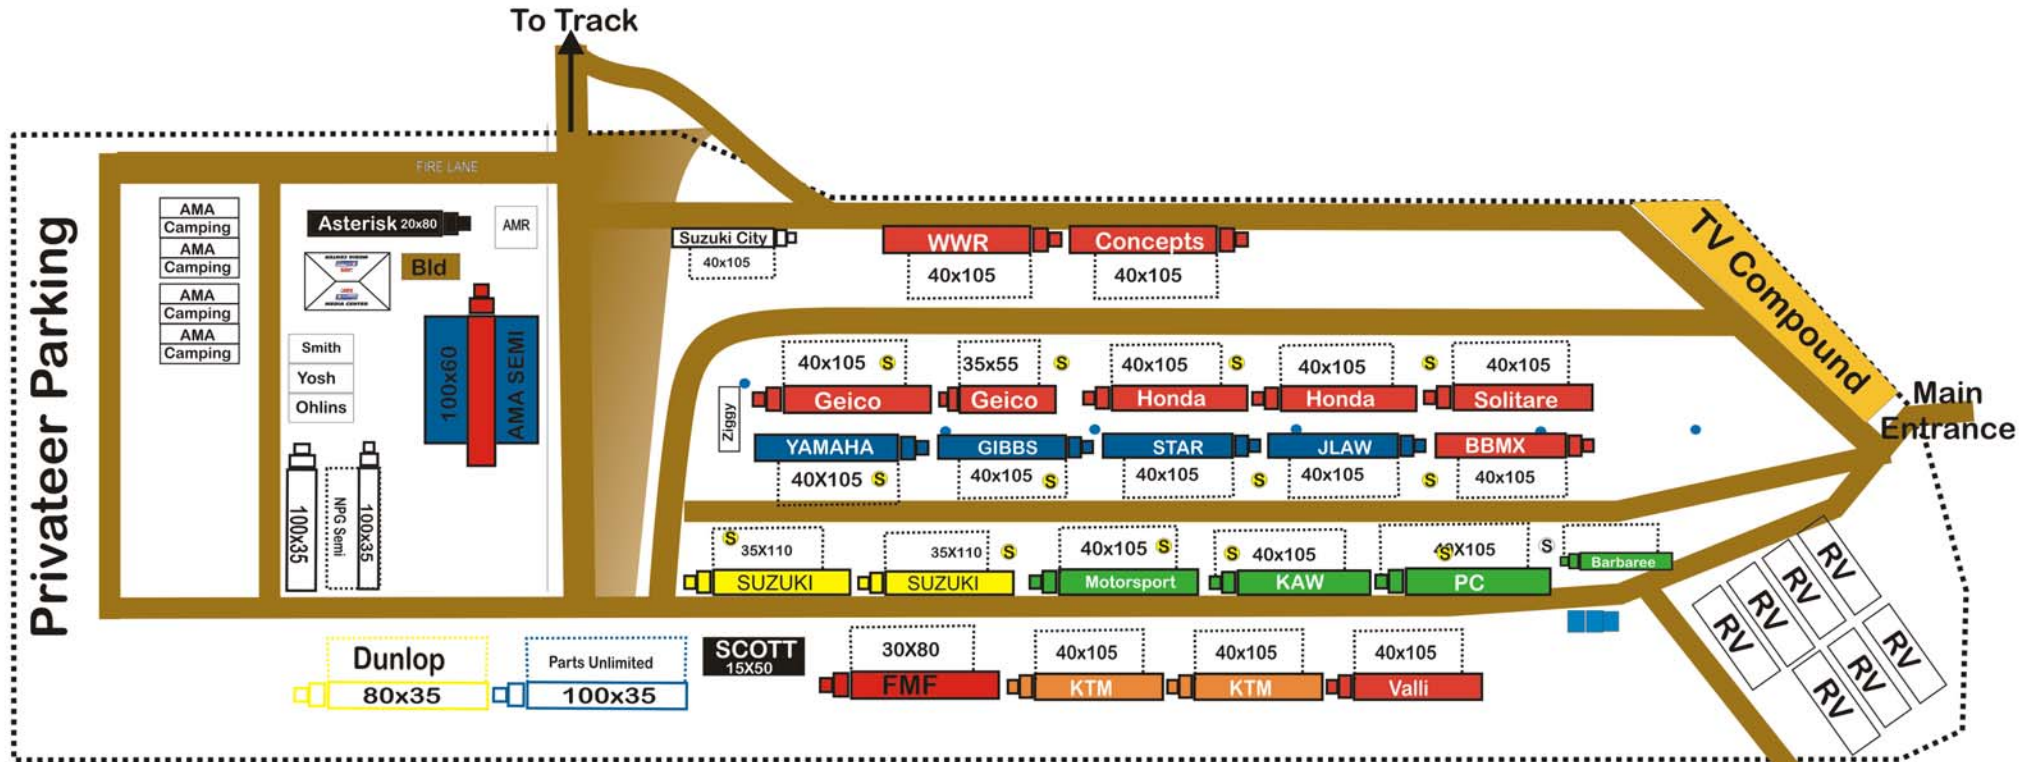 To Track
FIRE LANE
Privateer Parking
AMA
Camping
AMA
Camping
AMA
Camping
AMA
Camping
Asterisk 20x80
AMR
Bld
MEDIA CENTER
Smith
Yosh
Ohlins
100x60
AMA SEMI
100x35
NPG Semi
100x35
Suzuki City
40x105
WWR
40x105
Concepts
40x105
TV Compound
Main
Entrance
40x105 S
35x55 S
40x105 S
40x105 S
40x105
Ziggy
Geico
Geico
Honda
Honda
Solitare
YAMAHA
GIBBS
STAR
JLAW
BBMX
40X105 S
40x105 S
40x105 S
40x105 S
40x105
S 35X110
35X110 S
40x105 S
S 40x105
S
S
SUZUKI
SUZUKI
Motorsport
KAW
PC
Barbaree
RV
RV
RV
RV
RV
RV
RV
Dunlop
80x35
Parts Unlimited
100x35
SCOTT
15X50
30X80
FMF
40x105
KTM
40x105
KTM
40x105
Valli